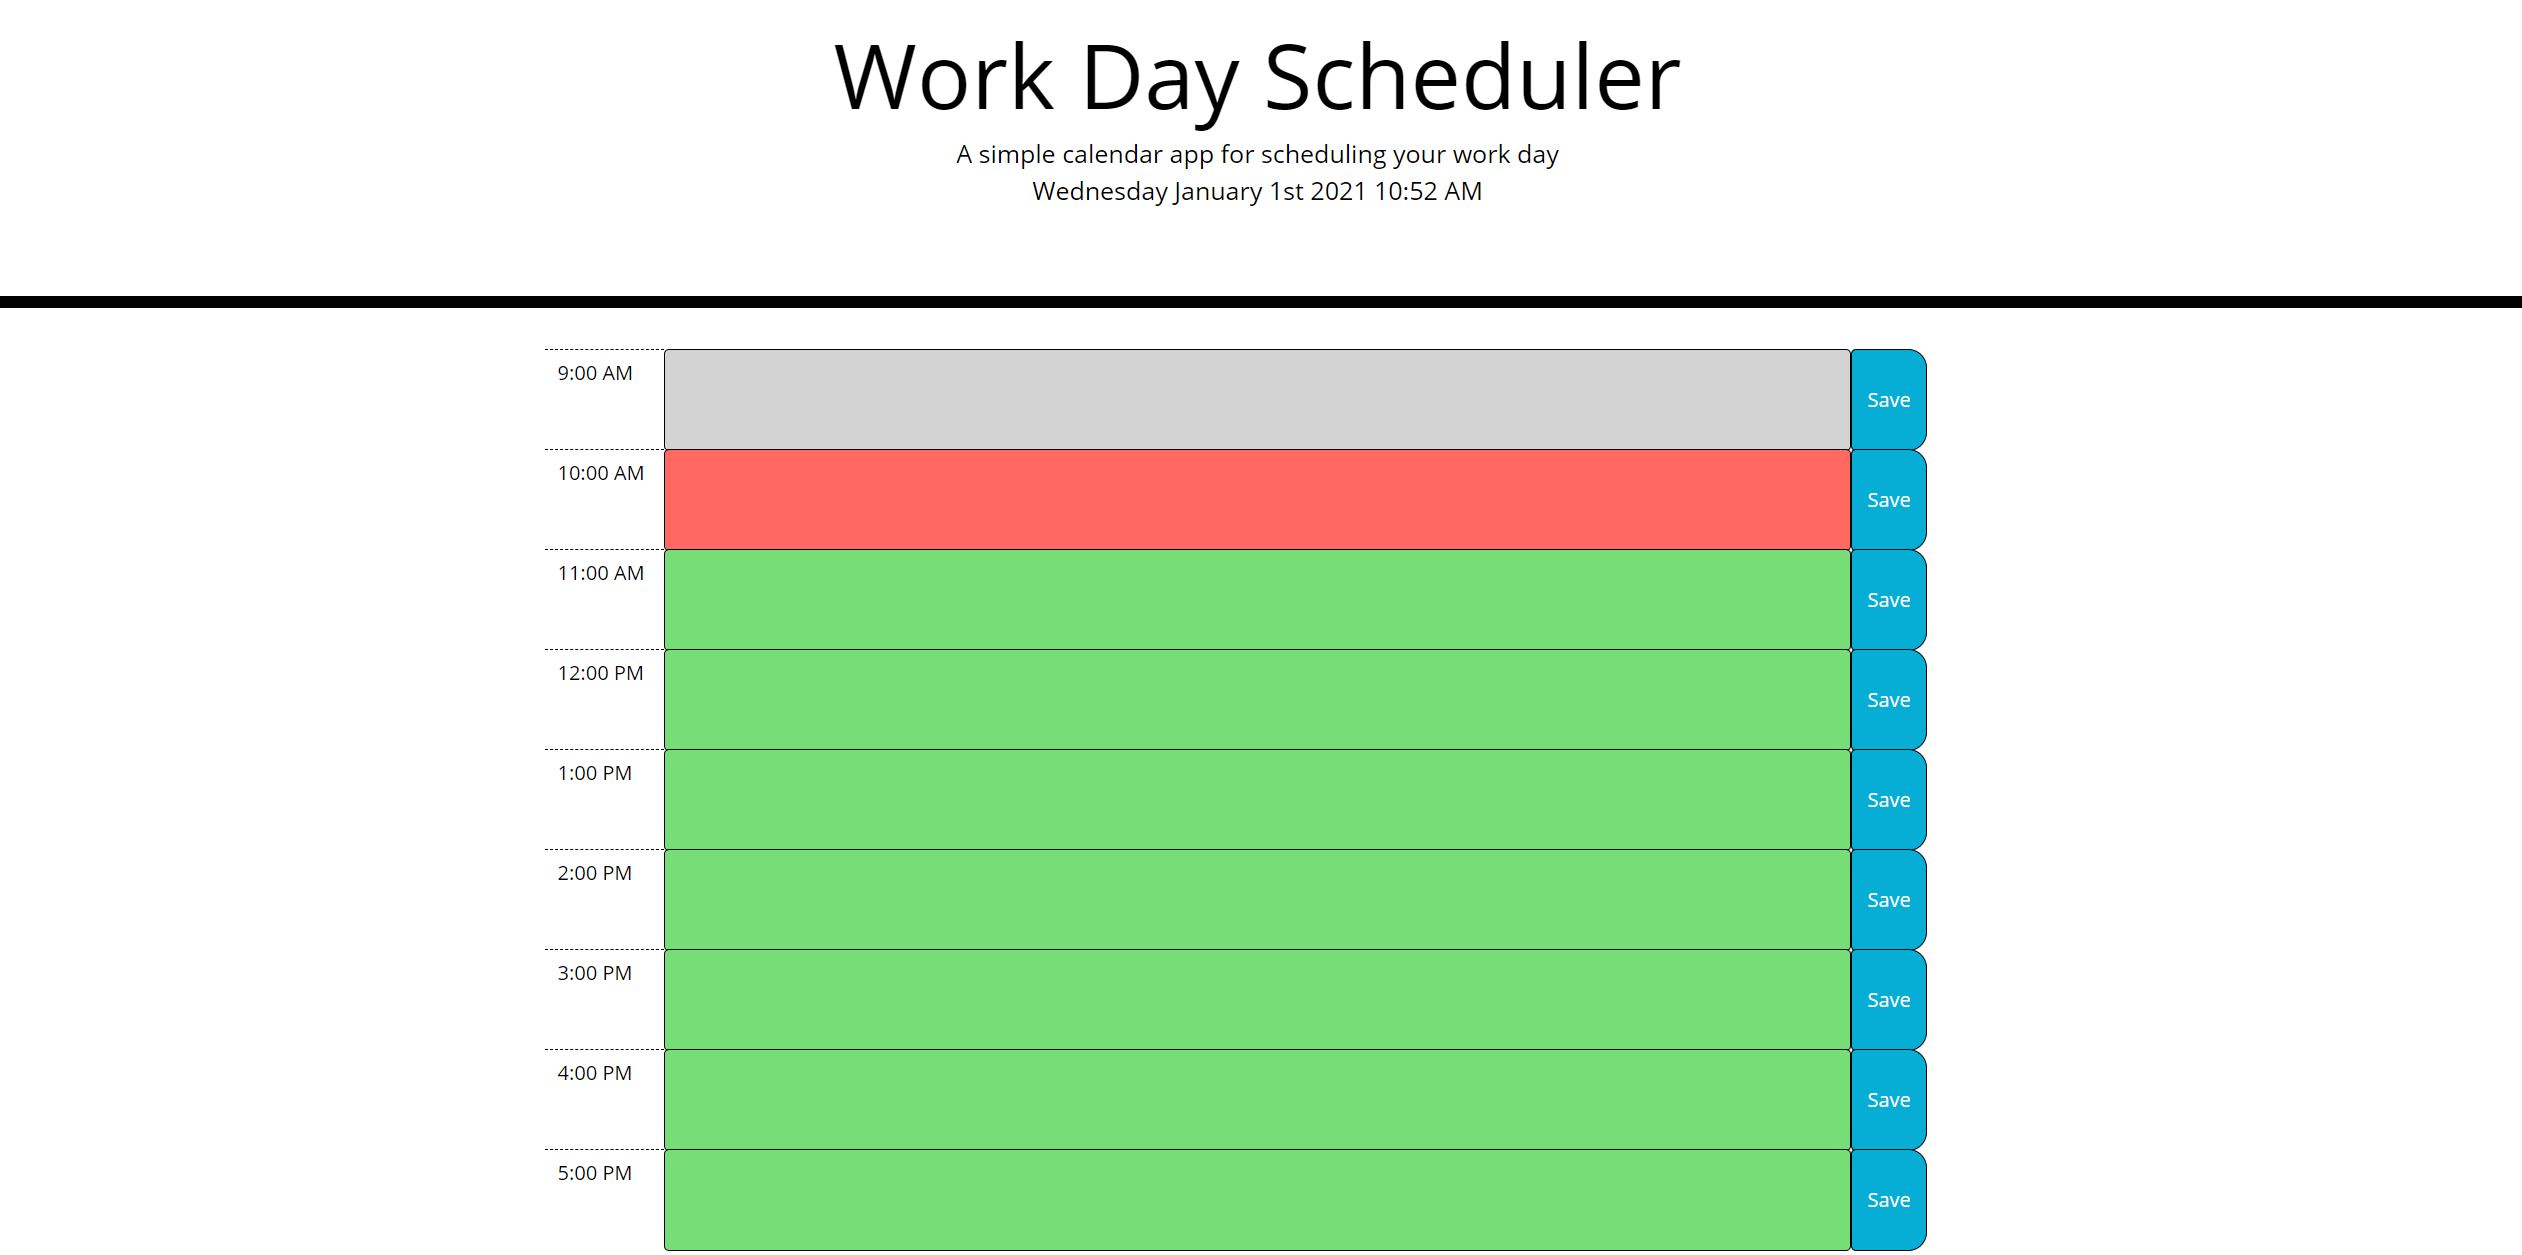 Work Day Scheduler
A simple calendar app for scheduling your work day
Wednesday January 1st 2021 10:52 AM
9:00 AM
Save
10:00 AM
Save
11:00 AM
Save
12:00 PM
Save
1:00 PM
Save
2:00 PM
Save
3:00 PM
Save
4:00 PM
Save
5:00 PM
Save